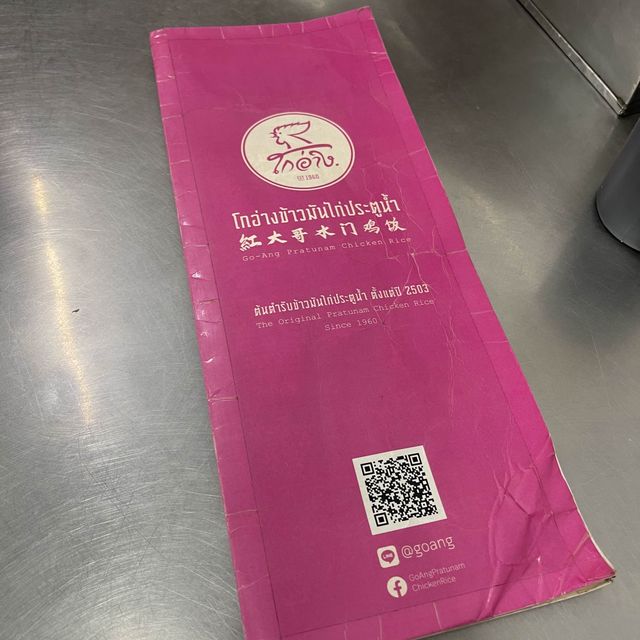 โกอ่าง.
EST.1960
โกอ่างข้าวมันไก่ประตูน้ำ
紅大哥水门鸡饭
Go-Ang Pratunam Chicken Rice
ต้นตำรับข้าวมันไก่ประตูน้ำ ตั้งแต่ปี 2503
The Original Pratunam Chicken Rice
Since 1960
LINE
@goang
GoAngPratunam
ChickenRice